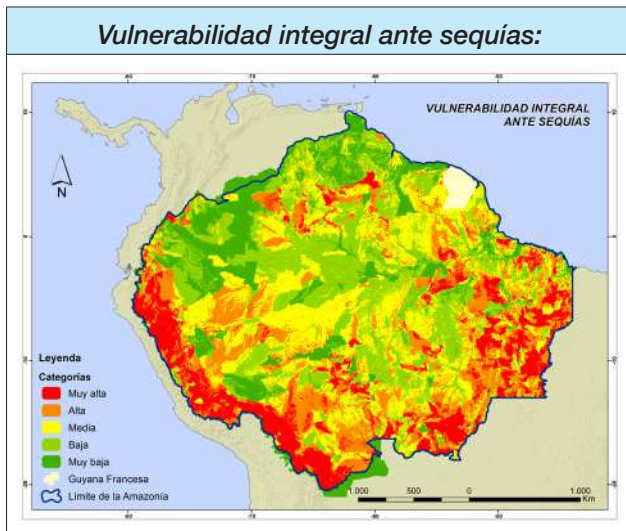 Vulnerabilidad integral ante sequías:
VULNERABILIDAD INTEGRAL
ANTE SEQUÍAS
N
Leyenda
Categorías
Muy alta
Alta
Media
Baja
Muy baja
Guyana Francesa
Límite de la Amazonía
1.000 500 0 1.000
Km